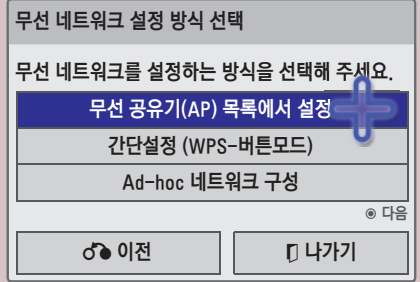 무선 네트워크 설정 방식 선택
무선 네트워크를 설정하는 방식을 선택해 주세요.
무선 공유기(AP) 목록에서 설정
간단설정 (WPS-버튼모드)
Ad-hoc 네트워크 구성
◉ 다음
이전
나가기